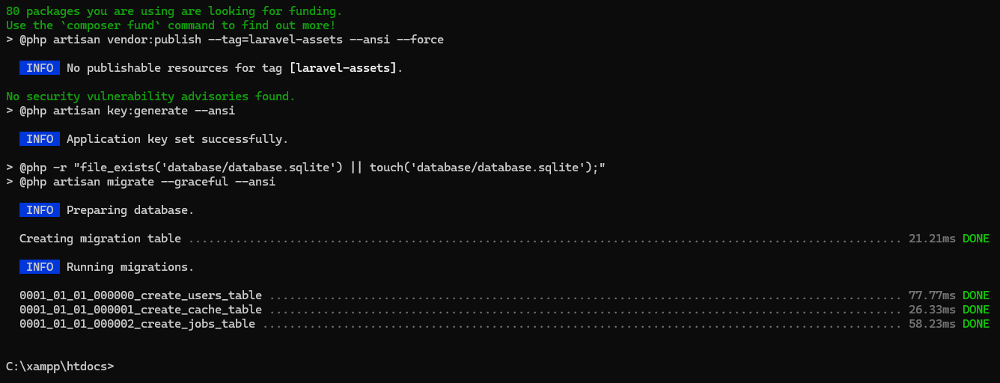 80 packages you are using are looking for funding.
Use the `composer fund` command to find out more!
> @php artisan vendor:publish --tag=laravel-assets --ansi --force
INFO  No publishable resources for tag [laravel-assets].
No security vulnerability advisories found.
> @php artisan key:generate --ansi
INFO  Application key set successfully.
> @php -r "file_exists('database/database.sqlite') || touch('database/database.sqlite');"
> @php artisan migrate --graceful --ansi
INFO  Preparing database.
Creating migration table .......................................................................................................... 21.21ms DONE
INFO  Running migrations.
0001_01_01_000000_create_users_table .............................................................................................. 77.77ms DONE
0001_01_01_000001_create_cache_table .............................................................................................. 26.33ms DONE
0001_01_01_000002_create_jobs_table ............................................................................................... 58.23ms DONE
C:\xampp\htdocs>